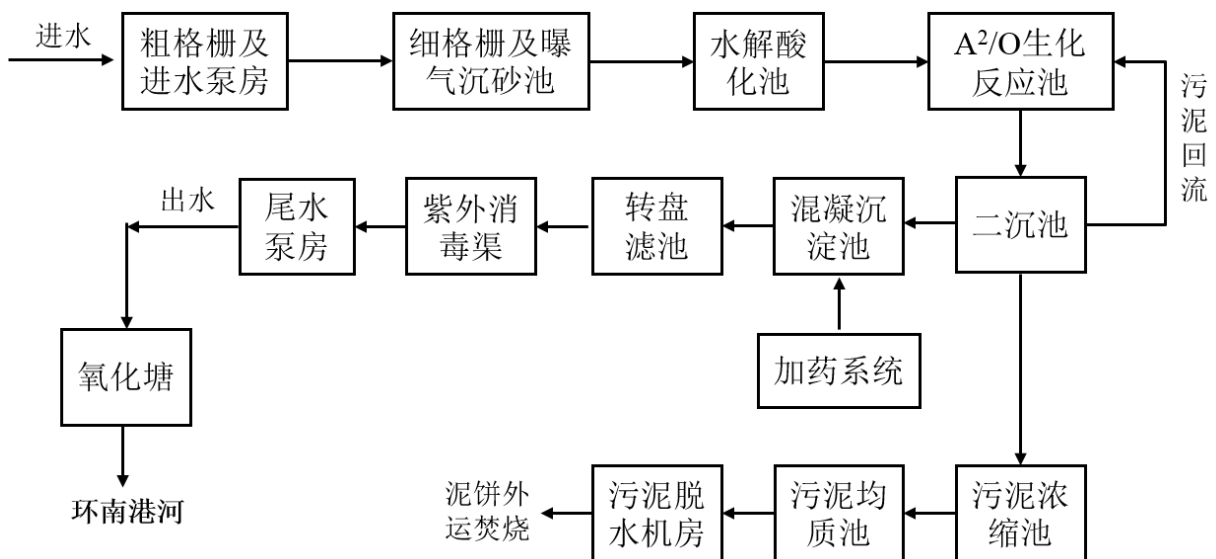 进水
粗格栅及
进水泵房
细格栅及曝
气沉砂池
水解酸
化池
A²/O生化
反应池
污
泥
回
流
出水
尾水
泵房
紫外消
毒渠
转盘
滤池
混凝沉
淀池
二沉池
氧化塘
加药系统
环南港河
泥饼外
运焚烧
污泥脱
水机房
污泥均
质池
污泥浓
缩池